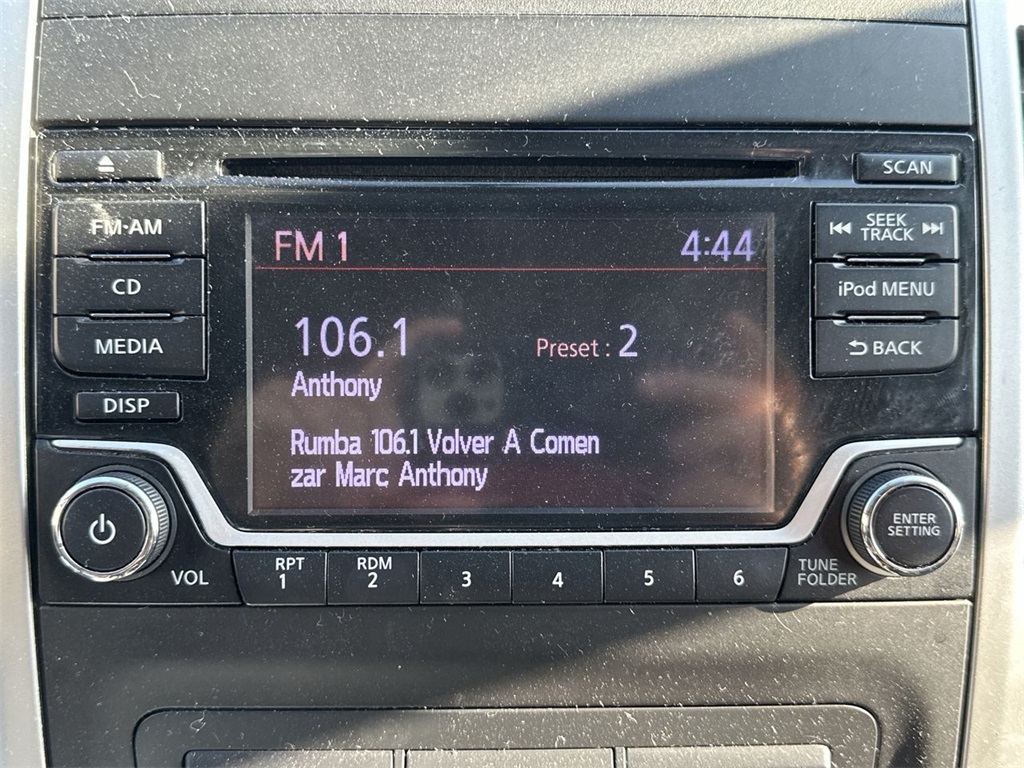 SCAN
FM·AM
CD
MEDIA
DISP
FM 1 4:44
106.1 Preset : 2
Anthony
Rumba 106.1 Volver A Comen
zar Marc Anthony
SEEK
TRACK
iPod MENU
BACK
VOL
RPT
1
RDM
2
3
4
5
6
TUNE
FOLDER
ENTER
SETTING